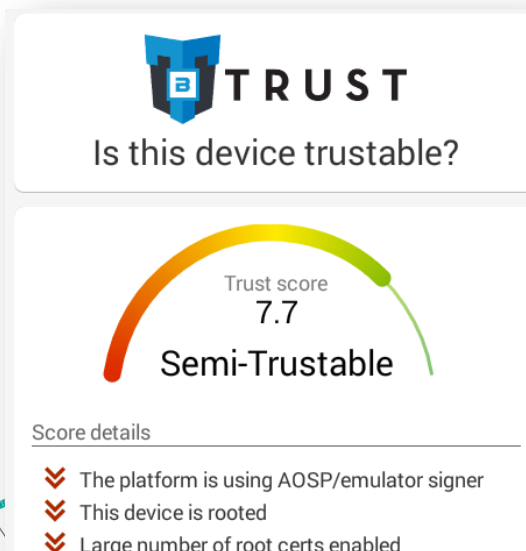 B TRUST
Is this device trustable?
Trust score
7.7
Semi-Trustable
Score details
The platform is using AOSP/emulator signer
This device is rooted
Large number of root certs enabled